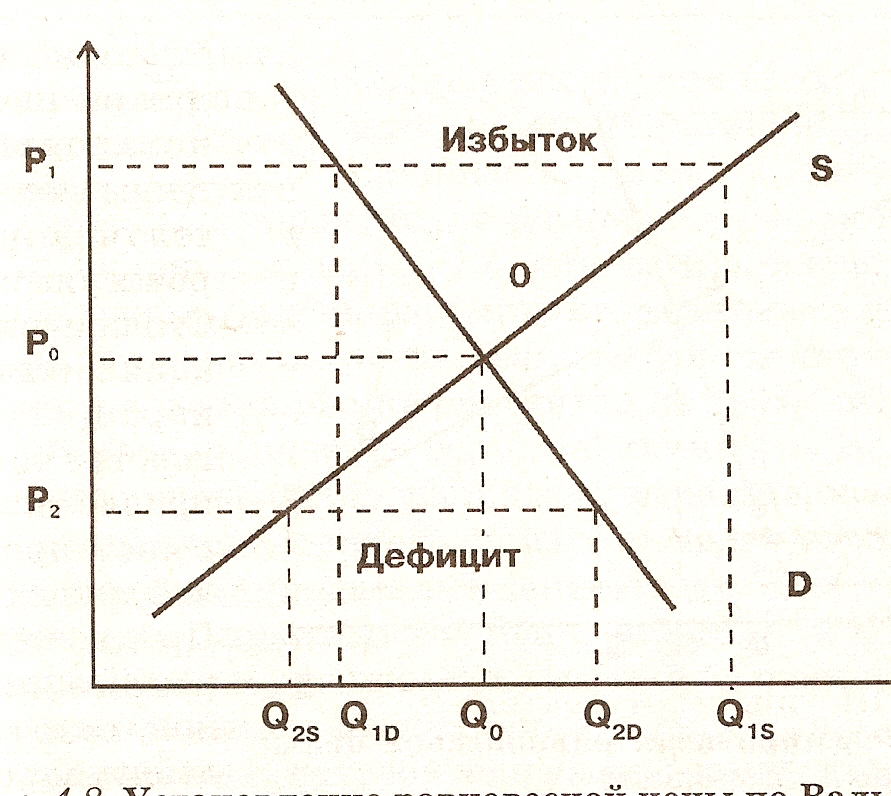 Избыток
P₁
S
O
P₀
P₂
Дефицит
D
Q₂S Q₁D Q₀ Q₂D Q₁S